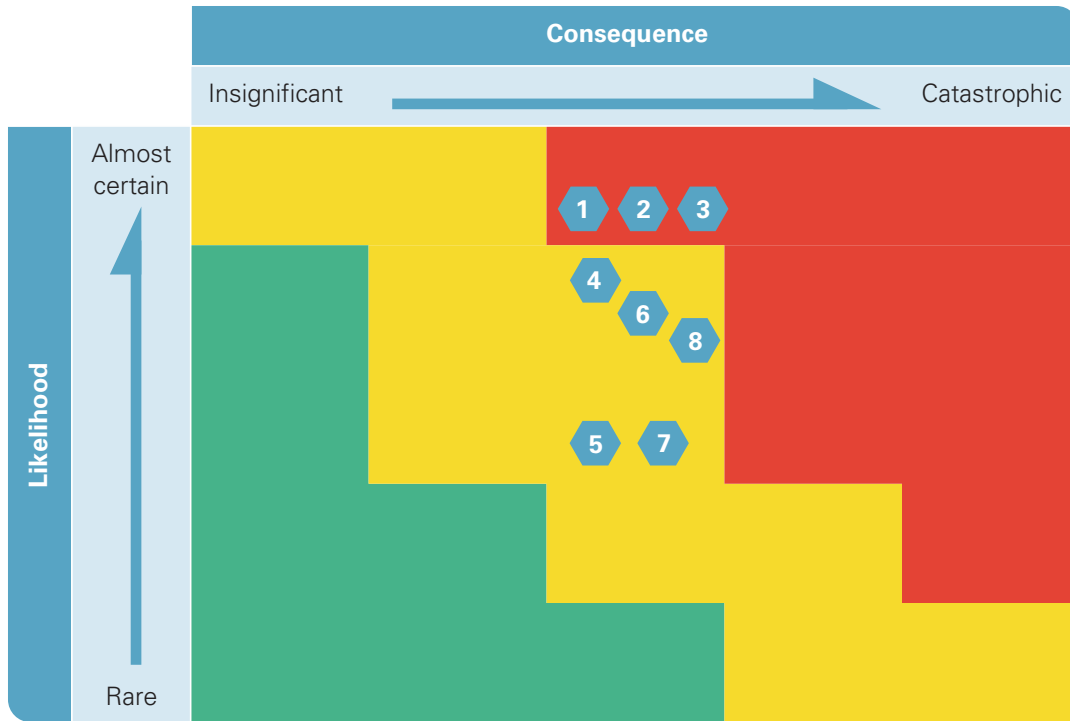 Consequence
Insignificant
Catastrophic
Likelihood
Almost
certain
1
2
3
4
6
8
5
7
Rare